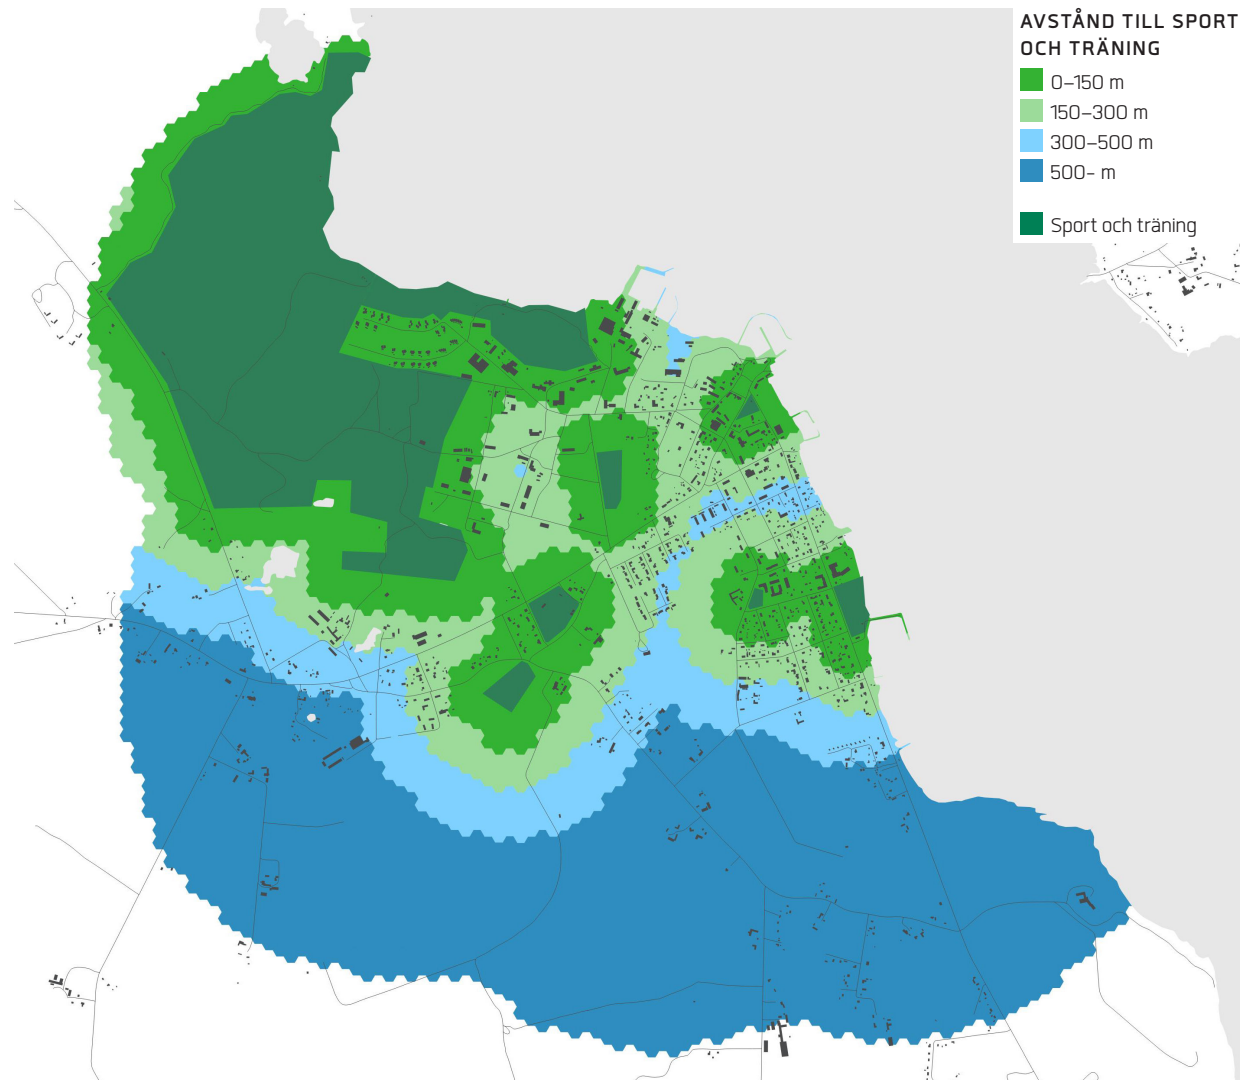 AVSTÅND TILL SPORT
OCH TRÄNING
0–150 m
150–300 m
300–500 m
500- m
Sport och träning